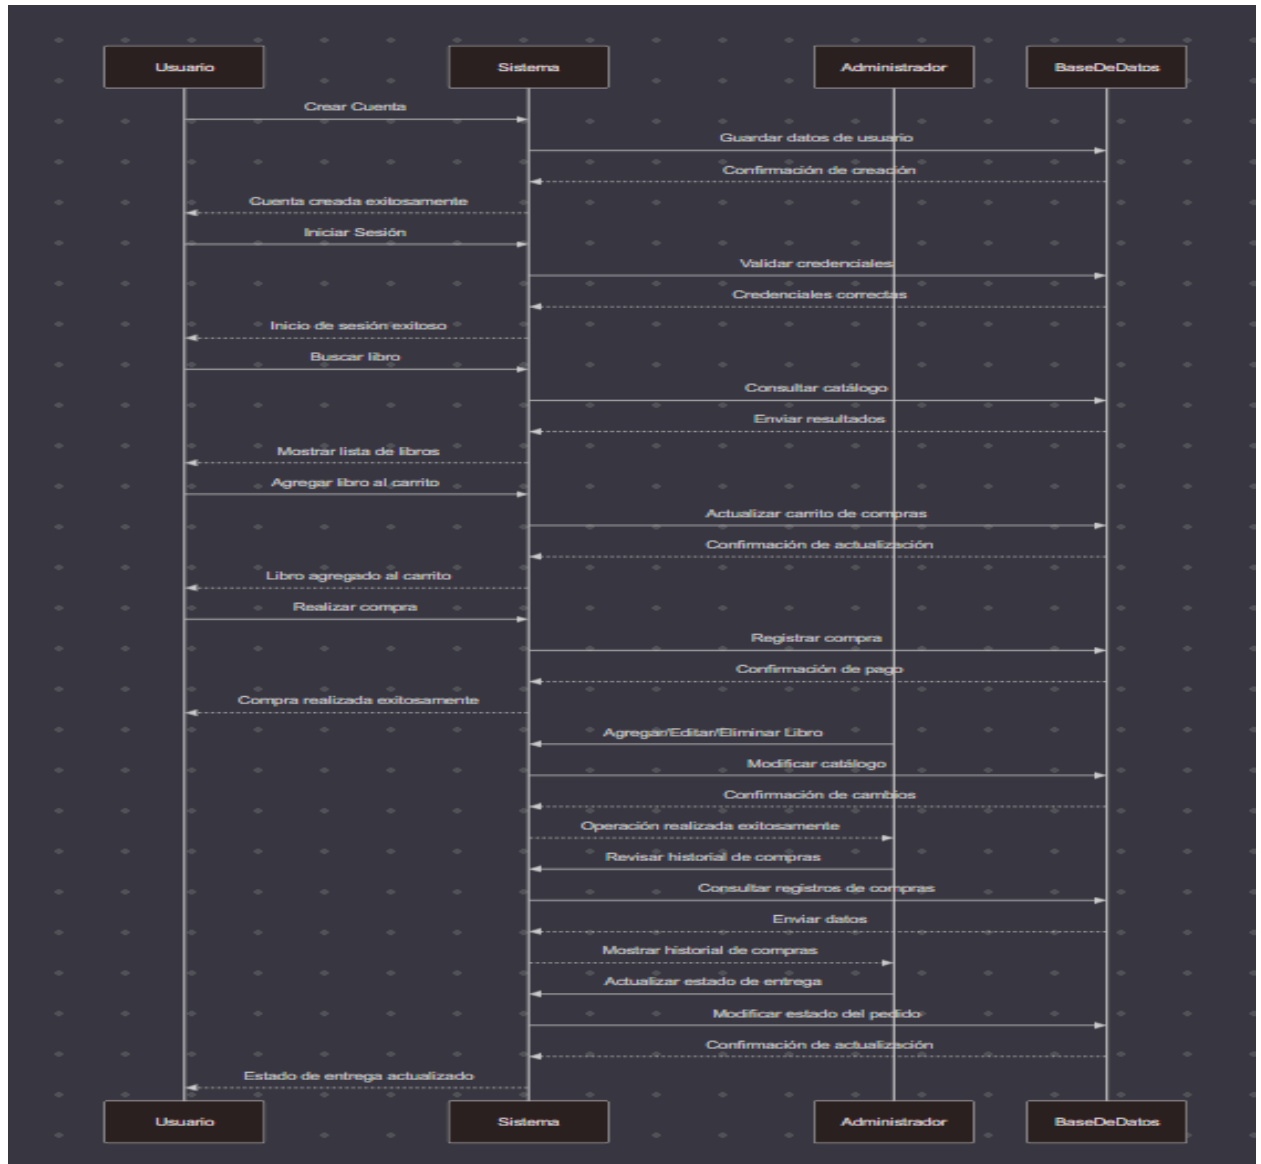 Usuario
Sistema
Administrador
BaseDeDatos
Crear Cuenta
Guardar datos de usuario
Confirmación de creación
Cuenta creada exitosamente
Iniciar Sesión
Validar credenciales
Credenciales correctas
Inicio de sesión exitoso
Buscar libro
Consultar catálogo
Enviar resultados
Mostrar lista de libros
Agregar libro al carrito
Actualizar carrito de compras
Confirmación de actualización
Libro agregado al carrito
Realizar compra
Registrar compra
Confirmación de pago
Compra realizada exitosamente
Agregar/Editar/Eliminar Libro
Modificar catálogo
Confirmación de cambios
Operación realizada exitosamente
Revisar historial de compras
Consultar registros de compras
Enviar datos
Mostrar historial de compras
Actualizar estado de entrega
Modificar estado del pedido
Confirmación de actualización
Estado de entrega actualizado
Usuario
Sistema
Administrador
BaseDeDatos